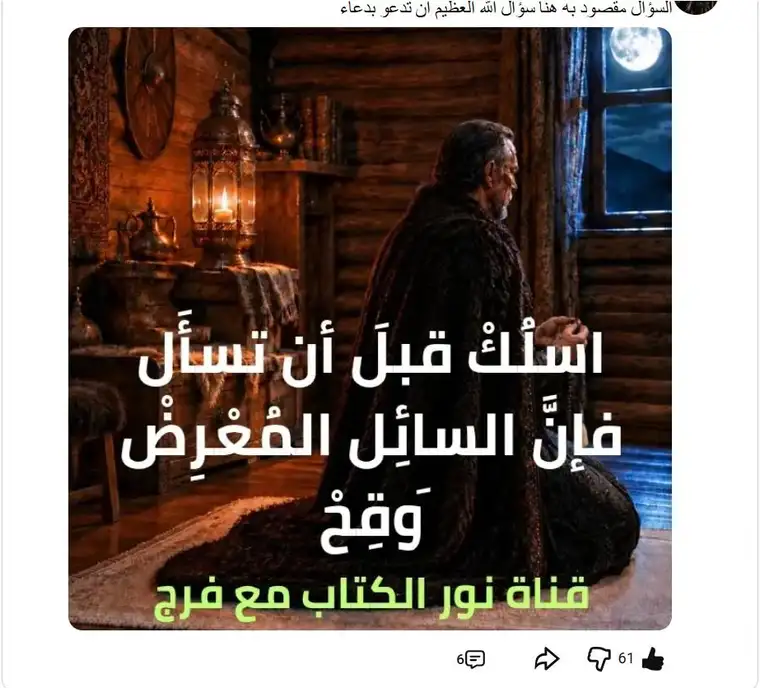 السؤال مقصود به هنا سؤال الله العظيم ان تدعو بدعاء
اسلُكْ قبلَ أن تسأَل
فإنَّ السائِل المُعْرِضْ
وَقِحْ
قناة نور الكتاب مع فرج
61
6